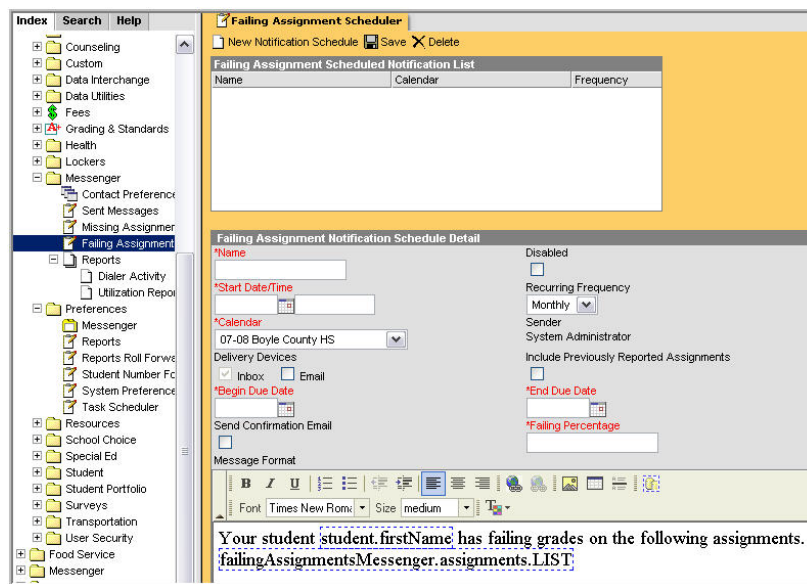 Index Search Help
Counseling
Custom
Data Interchange
Data Utilities
Fees
Grading & Standards
Health
Lockers
Messenger
Contact Preference
Sent Messages
Missing Assignmer
Failing Assignment
Reports
Dialer Activity
Utilization Repor
Preferences
Messenger
Reports
Reports Roll Forwa
Student Number Fo
System Preference
Task Scheduler
Resources
School Choice
Special Ed
Student
Student Portfolio
Surveys
Transportation
User Security
Food Service
Messenger
Failing Assignment Scheduler
New Notification Schedule Save Delete
Failing Assignment Scheduled Notification List
Name Calendar Frequency
Failing Assignment Notification Schedule Detail
*Name Disabled
*Start Date/Time Recurring Frequency
Monthly
*Calendar Sender
07-08 Boyle County HS System Administrator
Delivery Devices Include Previously Reported Assignments
Inbox Email
*Begin Due Date *End Due Date
Send Confirmation Email *Failing Percentage
Message Format
B I U
Font Times New Roma Size medium T
Your student student.firstName has failing grades on the following assignments.
failingAssignmentsMessenger.assignments.LIST